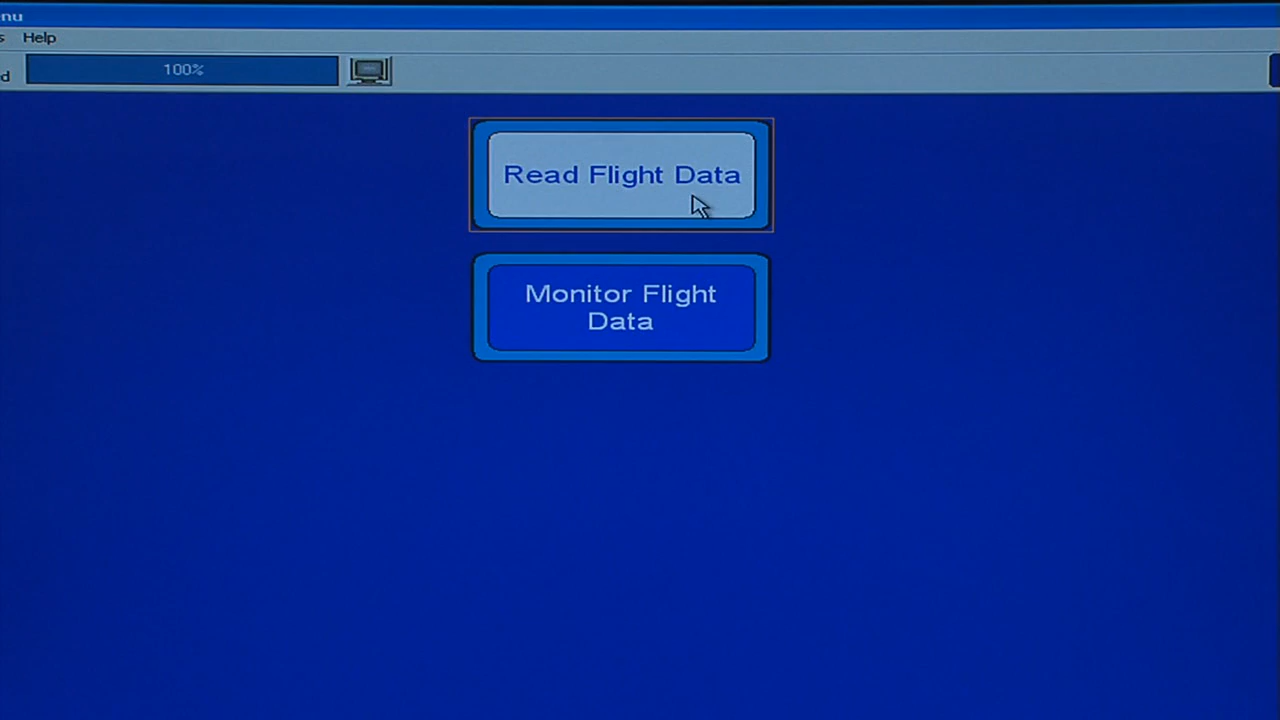 nu
s Help
d 100%
Read Flight Data
Monitor Flight
Data